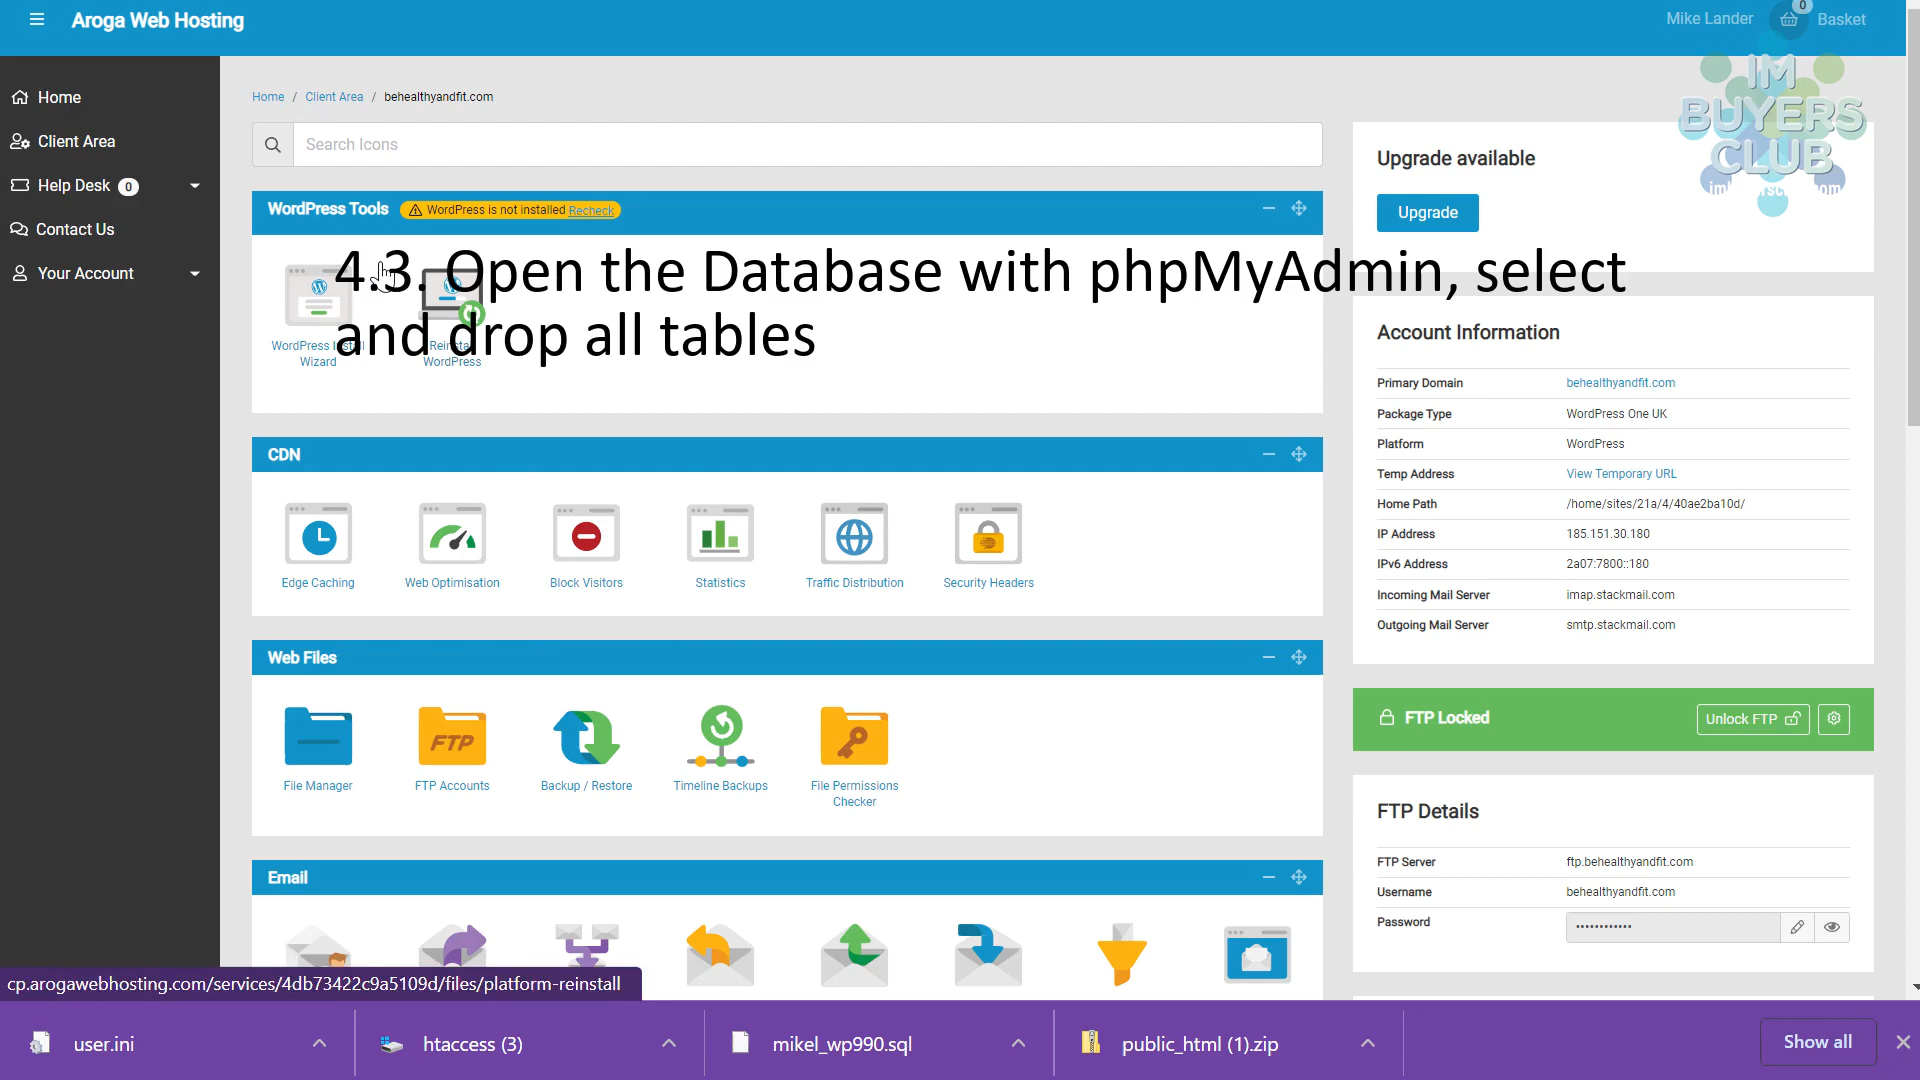 Aroga Web Hosting
Mike Lander
0
Basket
Home
Client Area
Help Desk 0
Contact Us
Your Account
Home / Client Area / behealthyandfit.com
Search Icons
IM
BUYERS
CLUB
Upgrade available
Upgrade
WordPress Tools
WordPress is not installed Recheck
4.3. Open the Database with phpMyAdmin, select
and drop all tables
WordPress
Wizard
WordPress
Account Information
Primary Domain behealthyandfit.com
Package Type WordPress One UK
Platform WordPress
Temp Address View Temporary URL
Home Path /home/sites/21a/4/40ae2ba10d/
IP Address 185.151.30.180
IPv6 Address 2a07:7800::180
Incoming Mail Server imap.stackmail.com
Outgoing Mail Server smtp.stackmail.com
CDN
Edge Caching
Web Optimisation
Block Visitors
Statistics
Traffic Distribution
Security Headers
Web Files
FTP
File Manager
FTP Accounts
Backup / Restore
Timeline Backups
File Permissions
Checker
FTP Locked
Unlock FTP
FTP Details
FTP Server ftp.behealthyandfit.com
Username behealthyandfit.com
Password ••••••••••••
Email
cp.arogawebhosting.com/services/4db73422c9a5109d/files/platform-reinstall
user.ini
htaccess (3)
mikel_wp990.sql
public_html (1).zip
Show all